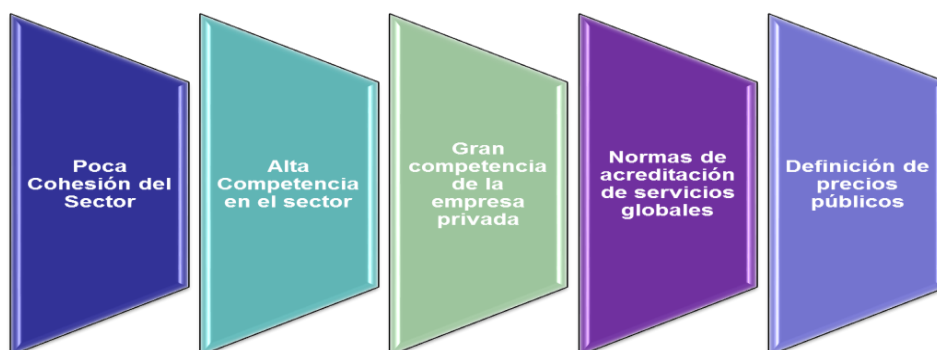 Poca
Cohesión del
Sector
Alta
Competencia
en el sector
Gran
competencia
de la
empresa
privada
Normas de
acreditación
de servicios
globales
Definición de
precios
públicos